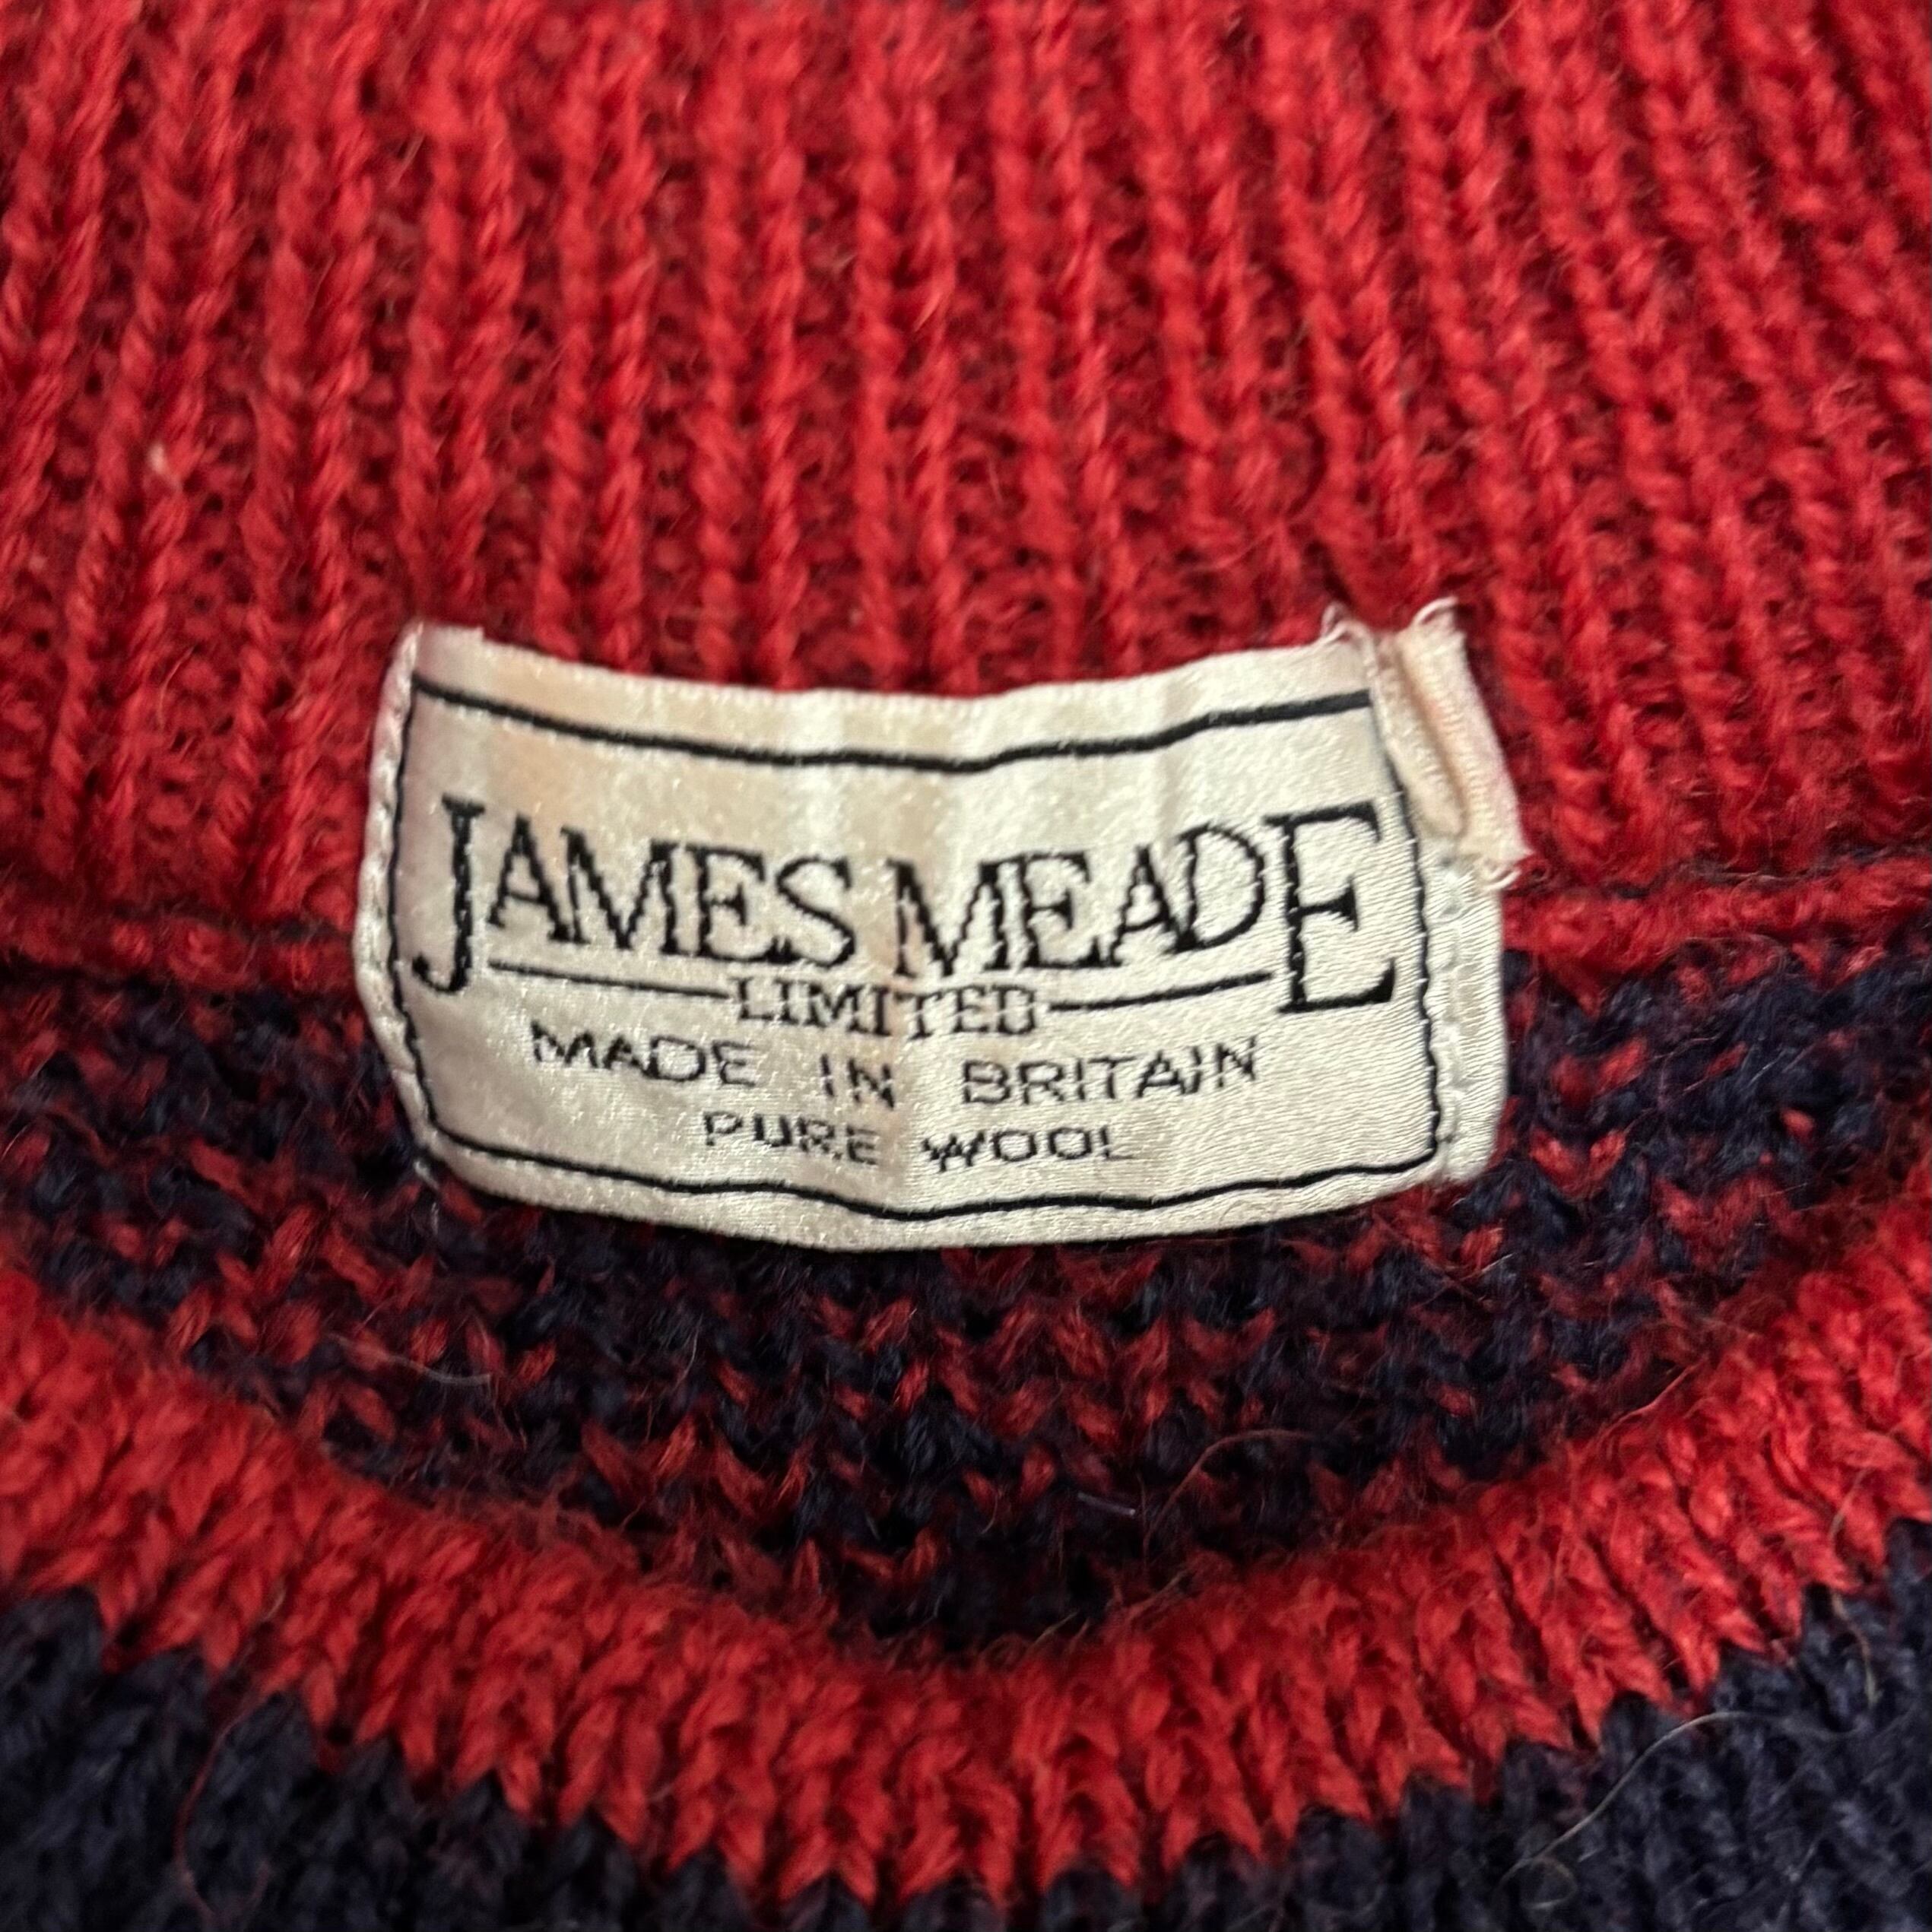 JAMES MEADE
LIMITED
MADE IN BRITAIN
PURE WOOL